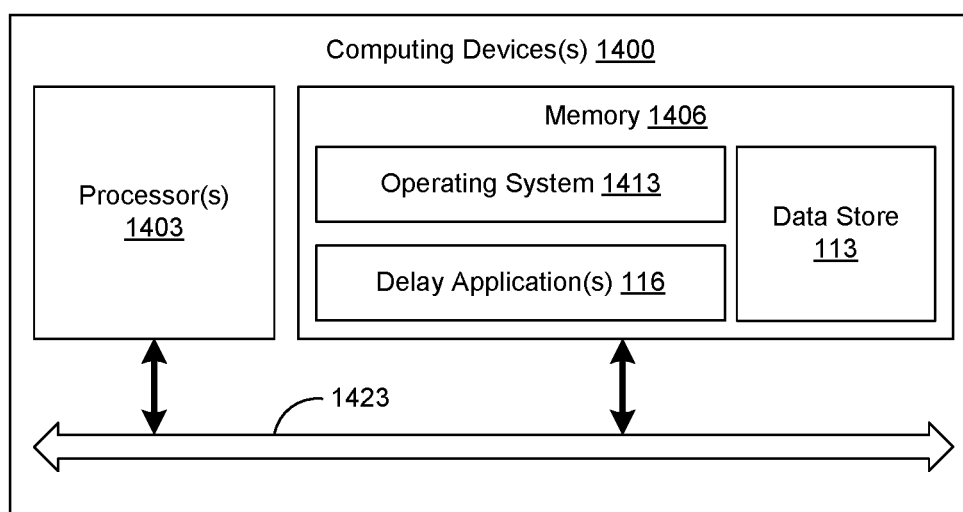 Computing Devices(s) 1400
Processor(s)
1403
Memory 1406
Operating System 1413
Delay Application(s) 116
Data Store
113
1423